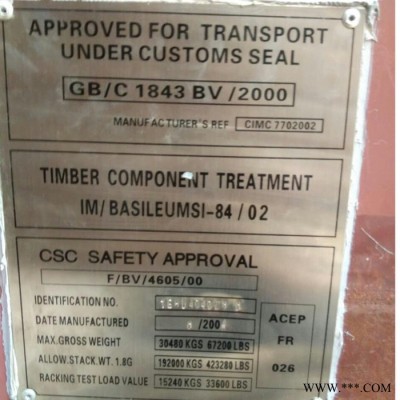 APPROVED FOR TRANSPORT
UNDER CUSTOMS SEAL
GB/C 1843 BV /2000
MANUFACTURER'S REF CIMC 7702002
TIMBER COMPONENT TREATMENT
IM/ BASILEUMSI-84 / 02
CSC SAFETY APPROVAL
F/BV/4605/00
IDENTIFICATION NO.
DATE MANUFACTURED
MAX.GROSS WEIGHT 30480 KGS 67200 LBS
ALLOW.STACK.WT. 1.8G 192000 KGS 423280 LBS
RACKING TEST LOAD VALUE 15240 KGS 33600 LBS
ACEP
FR
026
www.***.COM